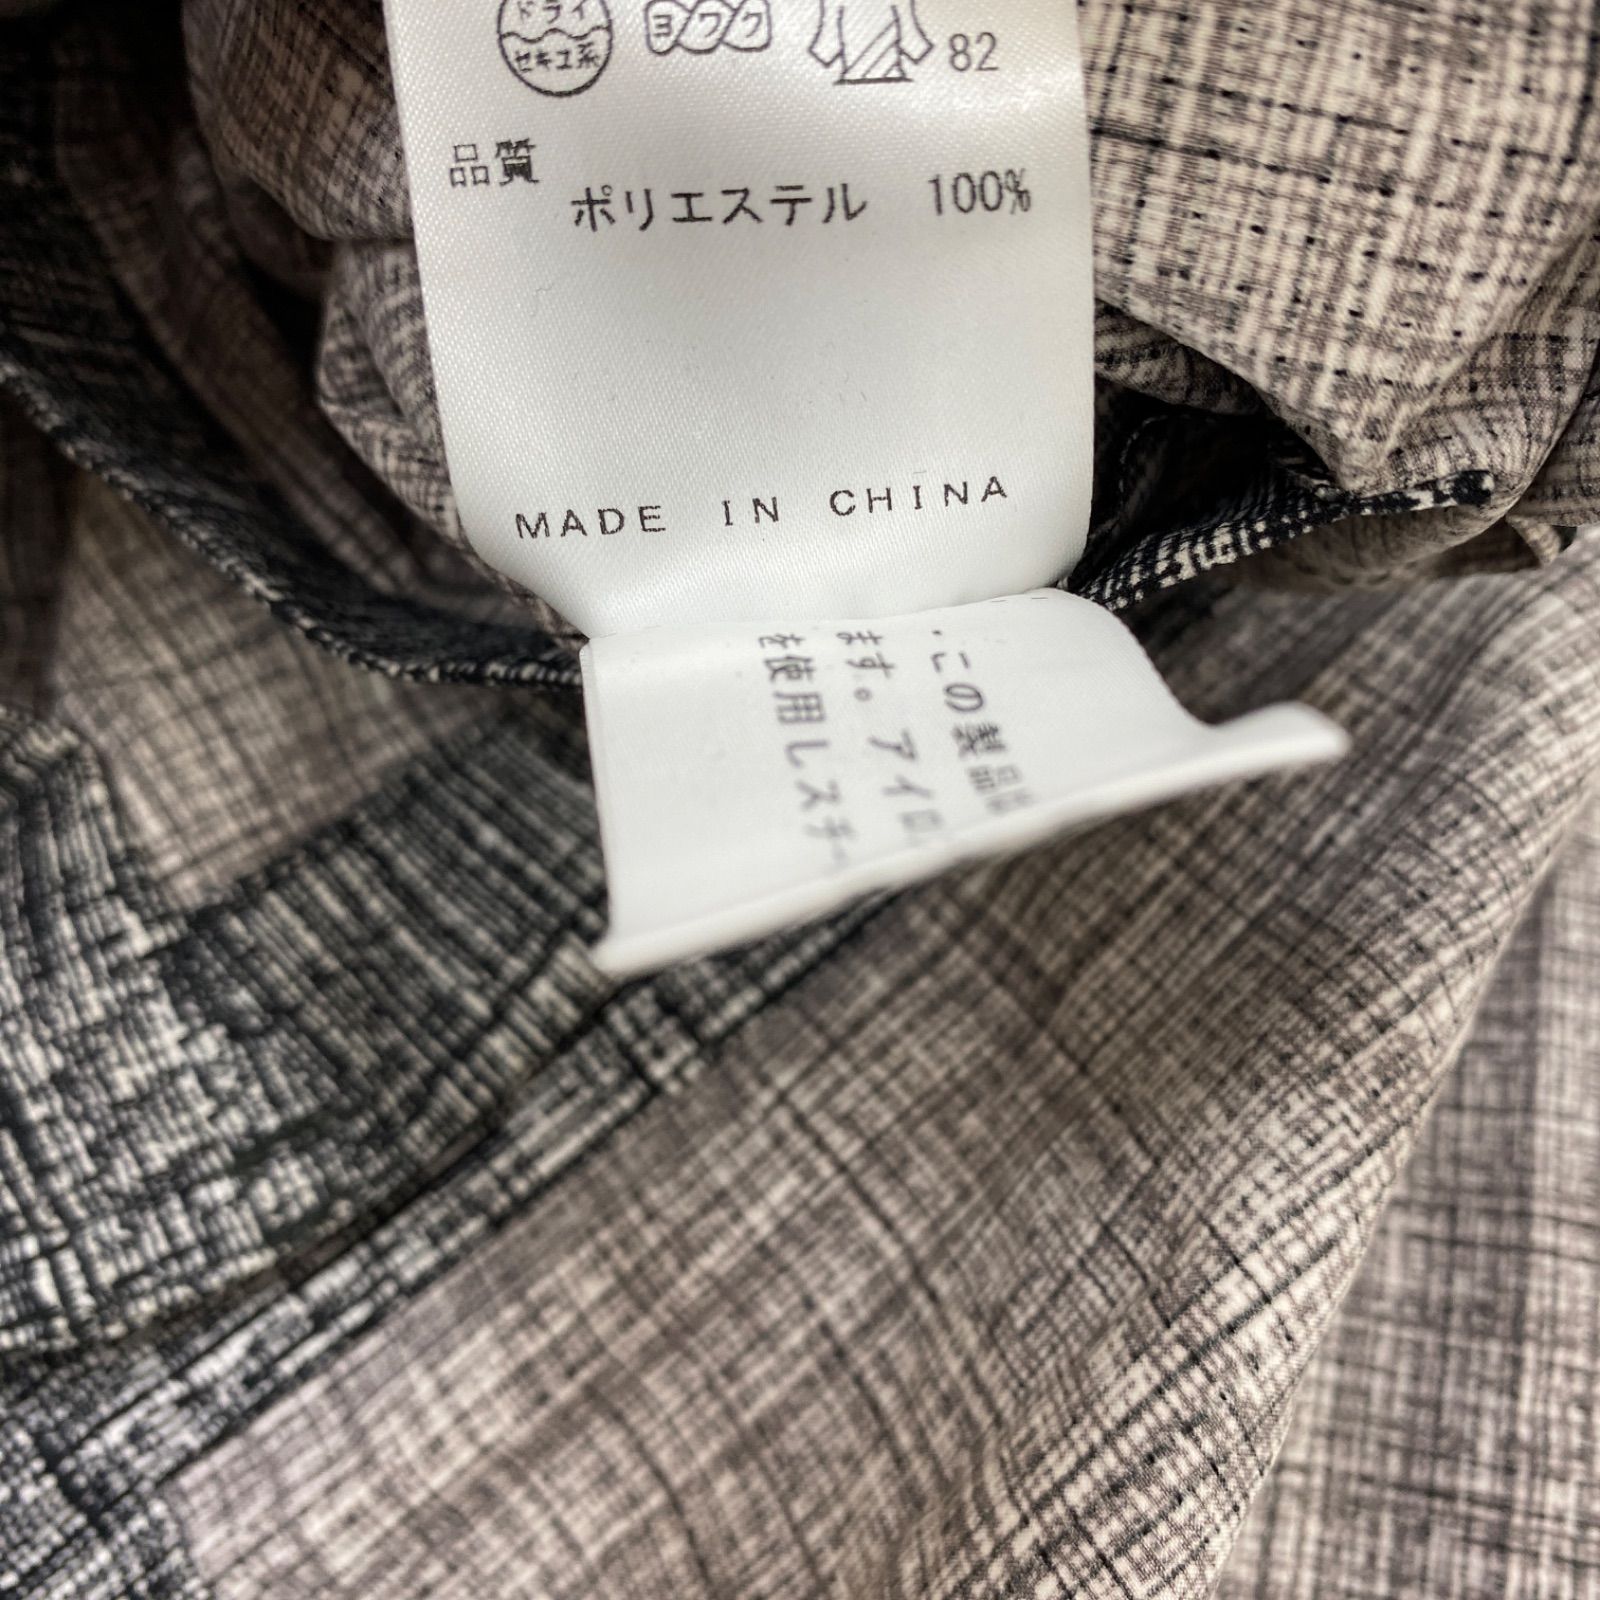 ドライ
セキユ系
ヨワク
82
品質
ポリエステル 100%
MADE IN CHINA
・この製品は
ます。アイロ
を使用しスチー